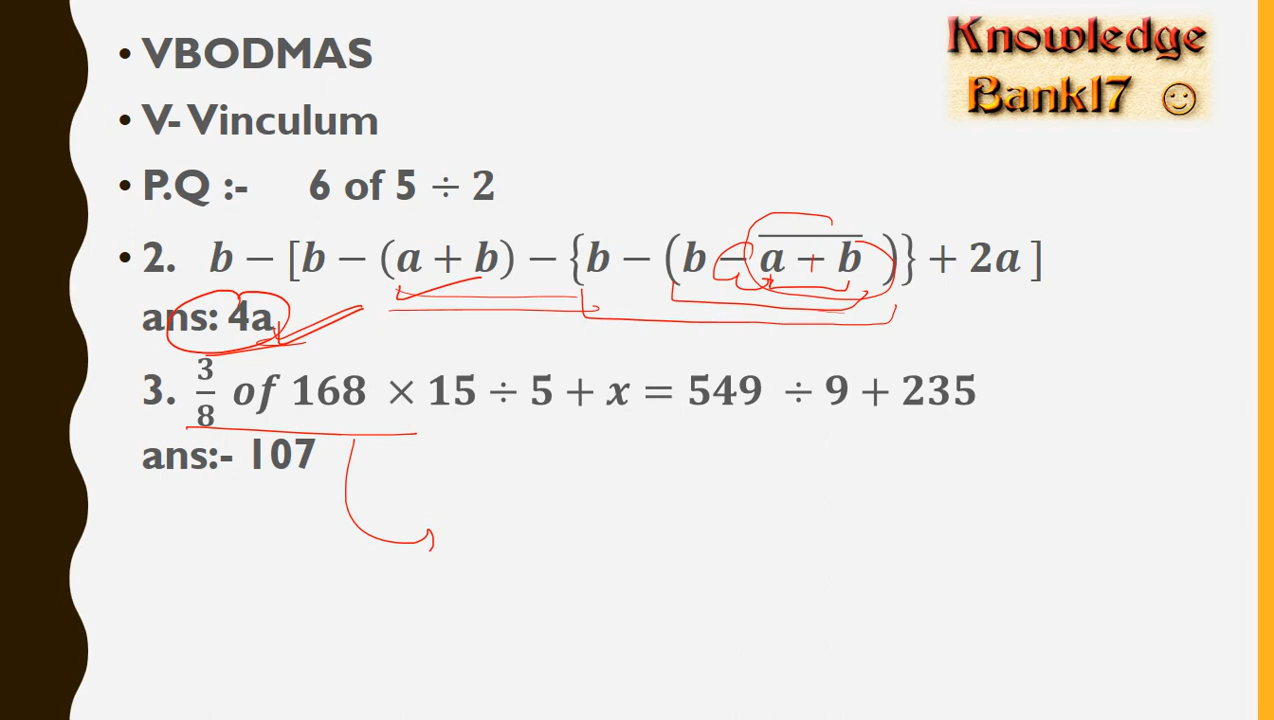 Knowledge
Bank17 ☺
• VBODMAS
• V- Vinculum
• P.Q :- 6 of 5 ÷ 2
• 2. b − [b − (a + b) − {b − (b − a̅ ̅−̅ ̅b̅ )} + 2a ]
ans: 4a
3. 3/8 of 168 × 15 ÷ 5 + x = 549 ÷ 9 + 235
ans:- 107